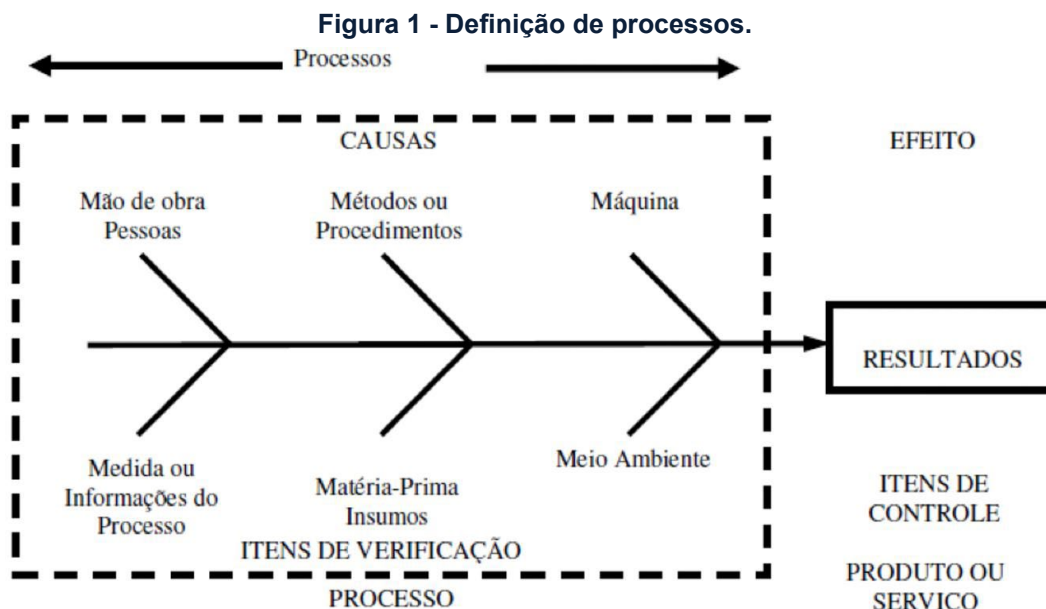 Figura 1 - Definição de processos.
Processos
CAUSAS
EFEITO
Mão de obra
Pessoas
Métodos ou
Procedimentos
Máquina
RESULTADOS
Medida ou
Informações do
Processo
Matéria-Prima
Insumos
Meio Ambiente
ITENS DE VERIFICAÇÃO
PROCESSO
ITENS DE
CONTROLE
PRODUTO OU
SERVIÇO